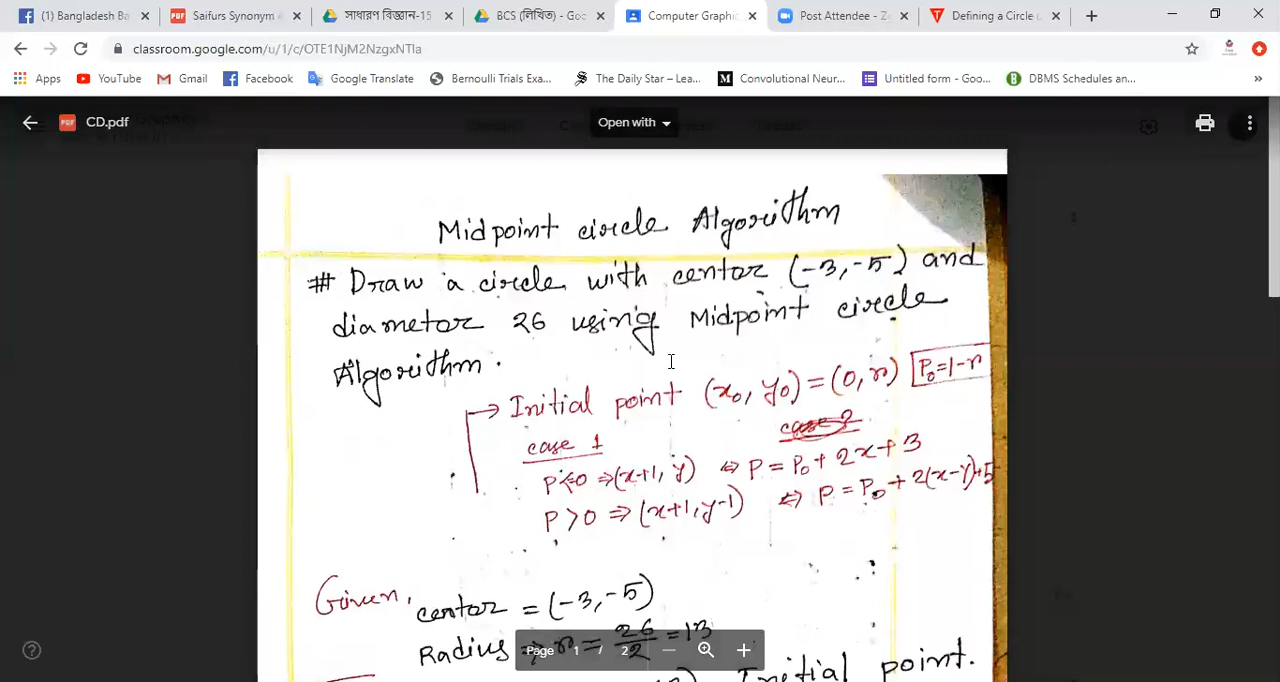 (1) Bangladesh Ba
Saifurs Synonym
সাধারণ বিজ্ঞান-15
BCS (লিখিত) - Goo
Computer Graphic
Post Attendee - Zo
Defining a Circle u
classroom.google.com/u/1/c/OTE1NjM2NzgxNTIa
Apps
YouTube
Gmail
Facebook
Google Translate
Bernoulli Trials Exa...
The Daily Star – Lea...
Convolutional Neur...
Untitled form - Goo...
DBMS Schedules an...
CD.pdf
Open with
Midpoint circle Algorithm
# Draw a circle with center (-3,-5) and
diameter 26 using Midpoint circle
Algorithm.
→ Initial point (x0, y0) = (0, r) P0=1-r
case 1
P<0 ⇒ (x+1, y) ⇔ P = P0 + 2x+3
P>0 ⇒ (x+1, y-1) ⇔ P = P0 + 2(x-y)+5
Given,
center = (-3,-5)
Radius ⇒ r = 26/2 = 13
Initial point.
Page 1 / 2